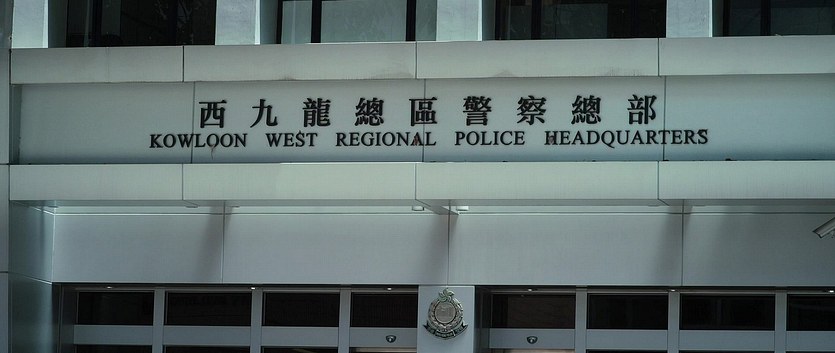 西九龍總區警察總部
KOWLOON WEST REGIONAL POLICE HEADQUARTERS